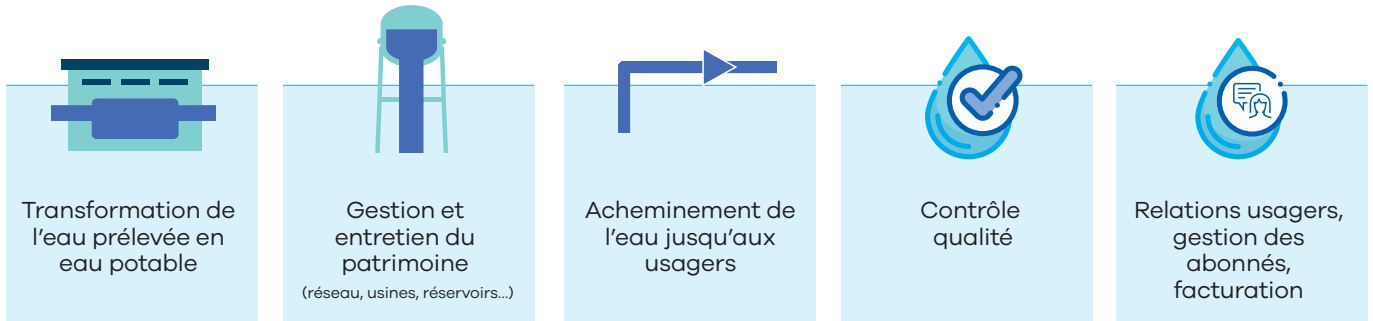 Transformation de
l'eau prélevée en
eau potable
Gestion et
entretien du
patrimoine
(réseau, usines, réservoirs...)
Acheminement de
l'eau jusqu'aux
usagers
Contrôle
qualité
Relations usagers,
gestion des
abonnés,
facturation